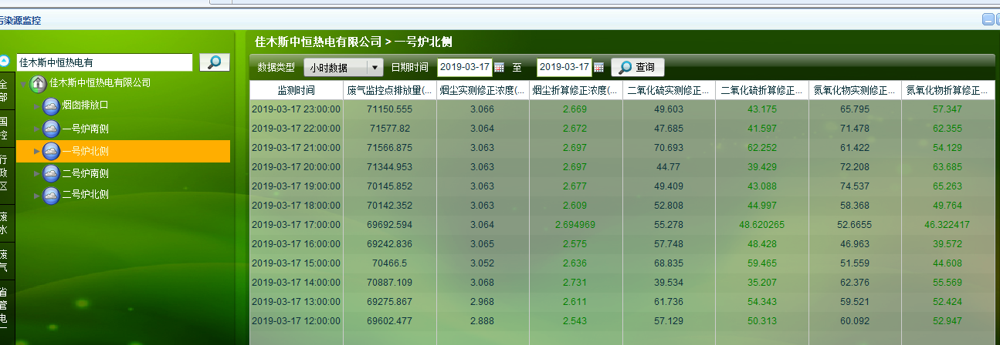 污染源监控
佳木斯中恒热电有限公司 > 一号炉北侧
佳木斯中恒热电有
数据类型 小时数据 日期时间 2019-03-17 至 2019-03-17 查询
全部
国控
行政区
废水
废气
省管电
佳木斯中恒热电有限公司
烟囱排放口
一号炉南侧
一号炉北侧
二号炉南侧
二号炉北侧
监测时间 废气监控点排放量(... 烟尘实测修正浓度(... 烟尘折算修正浓度(... 二氧化硫实测修正... 二氧化硫折算修正... 氮氧化物实测修正... 氮氧化物折算修正...
2019-03-17 23:00:00 71150.555 3.066 2.669 49.603 43.175 65.795 57.347
2019-03-17 22:00:00 71577.82 3.064 2.672 47.685 41.597 71.478 62.355
2019-03-17 21:00:00 71566.875 3.063 2.697 70.693 62.252 61.422 54.129
2019-03-17 20:00:00 71344.953 3.063 2.697 44.77 39.429 72.208 63.685
2019-03-17 19:00:00 70145.852 3.063 2.677 49.409 43.088 74.537 65.263
2019-03-17 18:00:00 70142.352 3.063 2.609 52.808 44.997 58.368 49.764
2019-03-17 17:00:00 69692.594 3.064 2.694969 55.278 48.620265 52.6655 46.322417
2019-03-17 16:00:00 69242.836 3.065 2.575 57.748 48.428 46.963 39.572
2019-03-17 15:00:00 70466.5 3.052 2.636 68.835 59.465 51.559 44.608
2019-03-17 14:00:00 70887.109 3.068 2.731 39.534 35.207 62.376 55.569
2019-03-17 13:00:00 69275.867 2.968 2.611 61.736 54.343 59.521 52.424
2019-03-17 12:00:00 69602.477 2.888 2.543 57.129 50.313 60.092 52.947